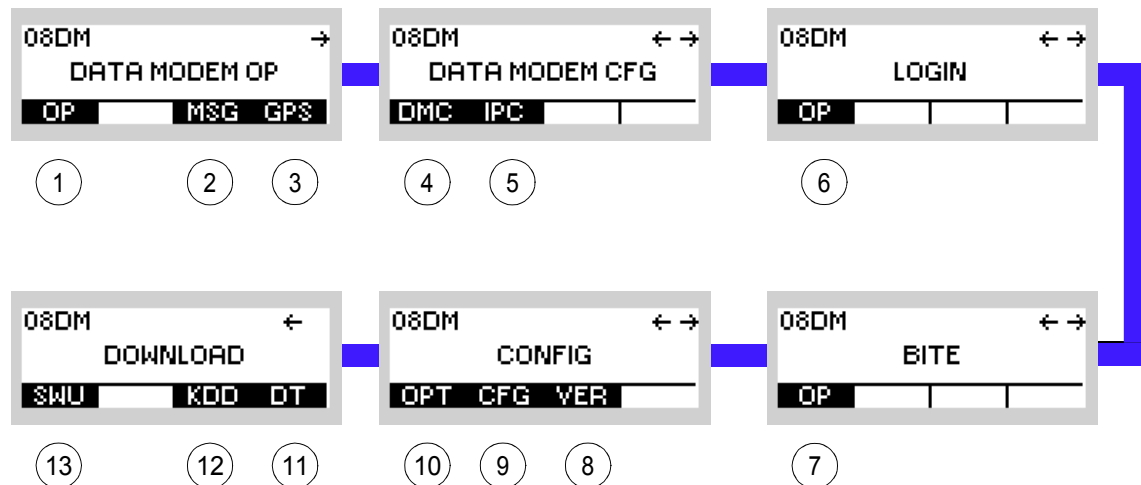 08DM → 08DM ← → 08DM ← →
DATA MODEM OP DATA MODEM CFG LOGIN
OP MSG GPS DMC IPC OP
1 2 3 4 5 6
08DM ← 08DM ← → 08DM ← →
DOWNLOAD CONFIG BITE
SWU KDD DT OPT CFG VER OP
13 12 11 10 9 8 7